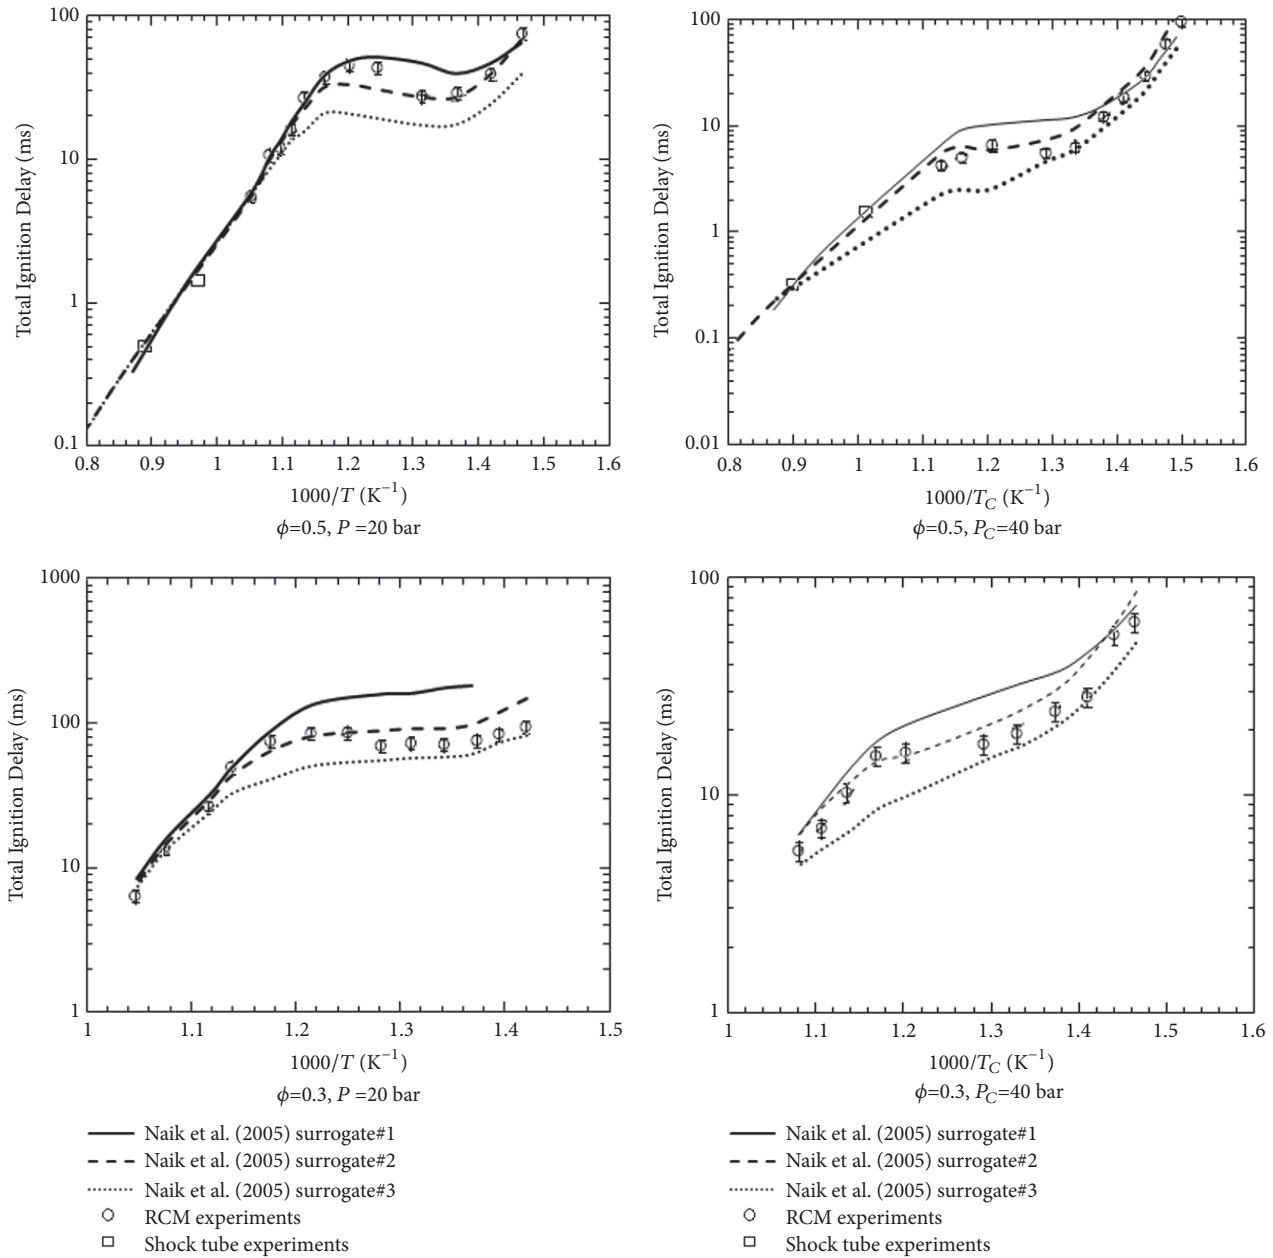 100
10
1
0.1
Total Ignition Delay (ms)
0.8 0.9 1 1.1 1.2 1.3 1.4 1.5 1.6
1000/T (K⁻¹)
ϕ=0.5, P =20 bar
100
10
1
0.1
0.01
Total Ignition Delay (ms)
0.8 0.9 1 1.1 1.2 1.3 1.4 1.5 1.6
1000/T_C (K⁻¹)
ϕ=0.5, P_C=40 bar
1000
100
10
1
Total Ignition Delay (ms)
1 1.1 1.2 1.3 1.4 1.5
1000/T (K⁻¹)
ϕ=0.3, P =20 bar
100
10
1
Total Ignition Delay (ms)
1 1.1 1.2 1.3 1.4 1.5 1.6
1000/T_C (K⁻¹)
ϕ=0.3, P_C=40 bar
Naik et al. (2005) surrogate#1
Naik et al. (2005) surrogate#2
Naik et al. (2005) surrogate#3
RCM experiments
Shock tube experiments
Naik et al. (2005) surrogate#1
Naik et al. (2005) surrogate#2
Naik et al. (2005) surrogate#3
RCM experiments
Shock tube experiments